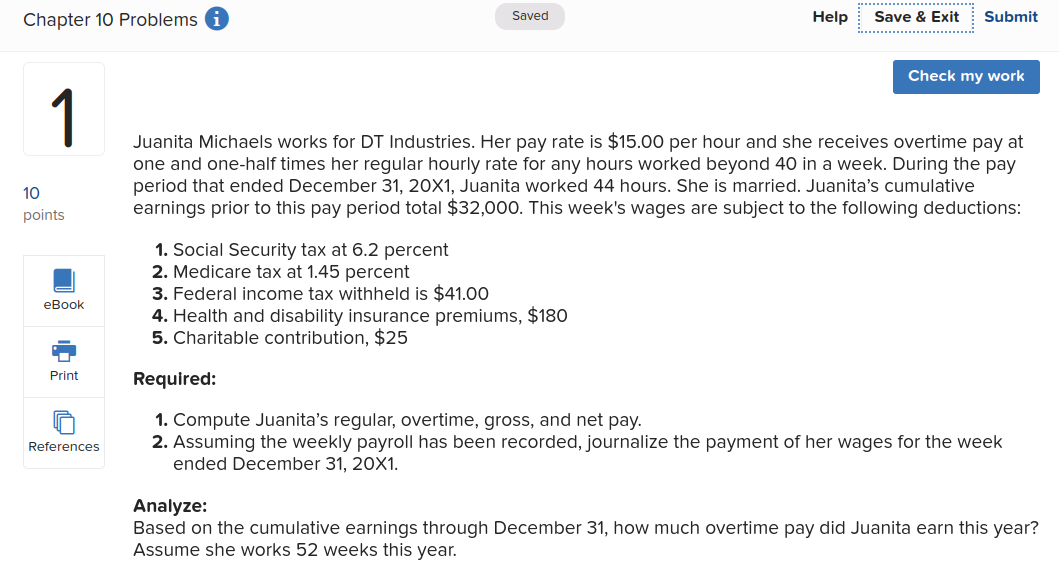 Chapter 10 Problems i
Saved
Help Save & Exit Submit
Check my work
1
10
points
eBook
Print
References
Juanita Michaels works for DT Industries. Her pay rate is $15.00 per hour and she receives overtime pay at
one and one-half times her regular hourly rate for any hours worked beyond 40 in a week. During the pay
period that ended December 31, 20X1, Juanita worked 44 hours. She is married. Juanita’s cumulative
earnings prior to this pay period total $32,000. This week's wages are subject to the following deductions:
1. Social Security tax at 6.2 percent
2. Medicare tax at 1.45 percent
3. Federal income tax withheld is $41.00
4. Health and disability insurance premiums, $180
5. Charitable contribution, $25
Required:
1. Compute Juanita’s regular, overtime, gross, and net pay.
2. Assuming the weekly payroll has been recorded, journalize the payment of her wages for the week
ended December 31, 20X1.
Analyze:
Based on the cumulative earnings through December 31, how much overtime pay did Juanita earn this year?
Assume she works 52 weeks this year.